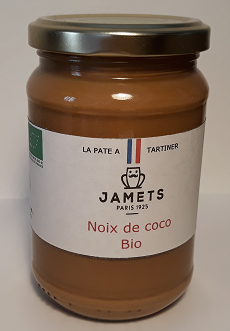 LA PATE A TARTINER
JAMETS
PARIS 1925
Noix de coco
Bio